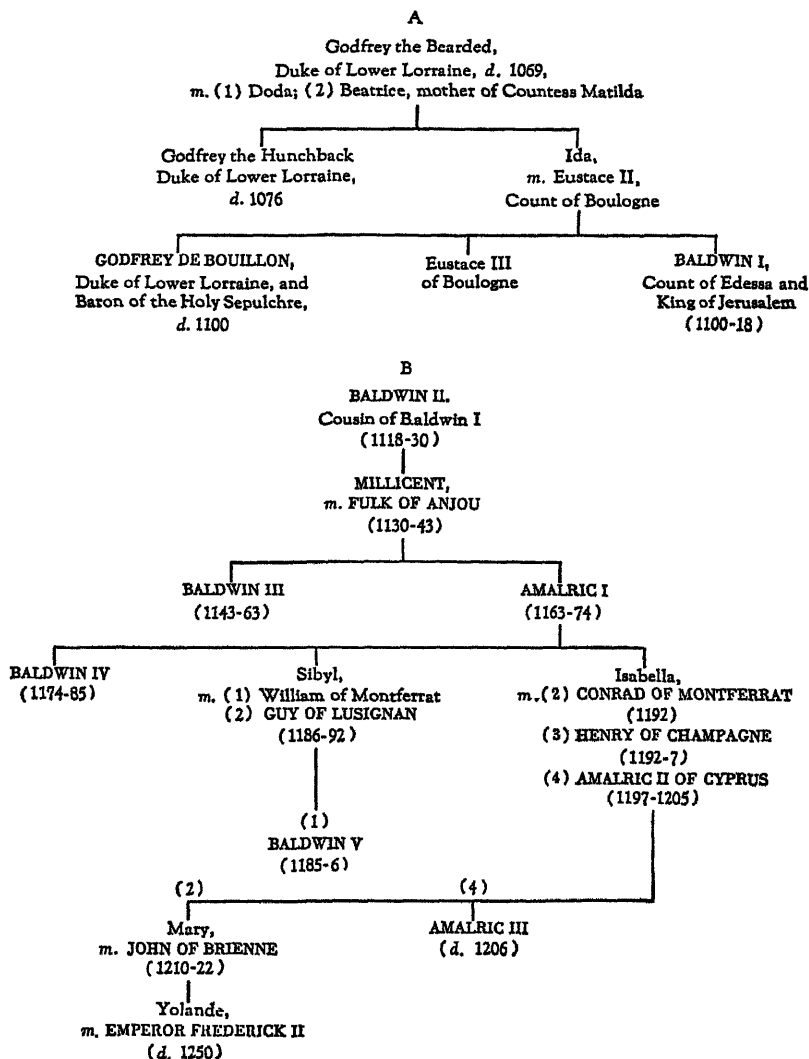 A
Godfrey the Bearded,
Duke of Lower Lorraine, d. 1069,
m. (1) Doda; (2) Beatrice, mother of Countess Matilda
Godfrey the Hunchback
Duke of Lower Lorraine,
d. 1076
Ida,
m. Eustace II,
Count of Boulogne
GODFREY DE BOUILLON,
Duke of Lower Lorraine, and
Baron of the Holy Sepulchre,
d. 1100
Eustace III
of Boulogne
BALDWIN I,
Count of Edessa and
King of Jerusalem
(1100-18)
B
BALDWIN II.
Cousin of Baldwin I
(1118-30)
MILLICENT,
m. FULK OF ANJOU
(1130-43)
BALDWIN III
(1143-63)
AMALRIC I
(1163-74)
BALDWIN IV
(1174-85)
Sibyl,
m. (1) William of Montferrat
(2) GUY OF LUSIGNAN
(1186-92)
Isabella,
m.(2) CONRAD OF MONTFERRAT
(1192)
(3) HENRY OF CHAMPAGNE
(1192-7)
(4) AMALRIC II OF CYPRUS
(1197-1205)
(1)
BALDWIN V
(1185-6)
(2)
Mary,
m. JOHN OF BRIENNE
(1210-22)
(4)
AMALRIC III
(d. 1206)
Yolande,
m. EMPEROR FREDERICK II
(d. 1250)